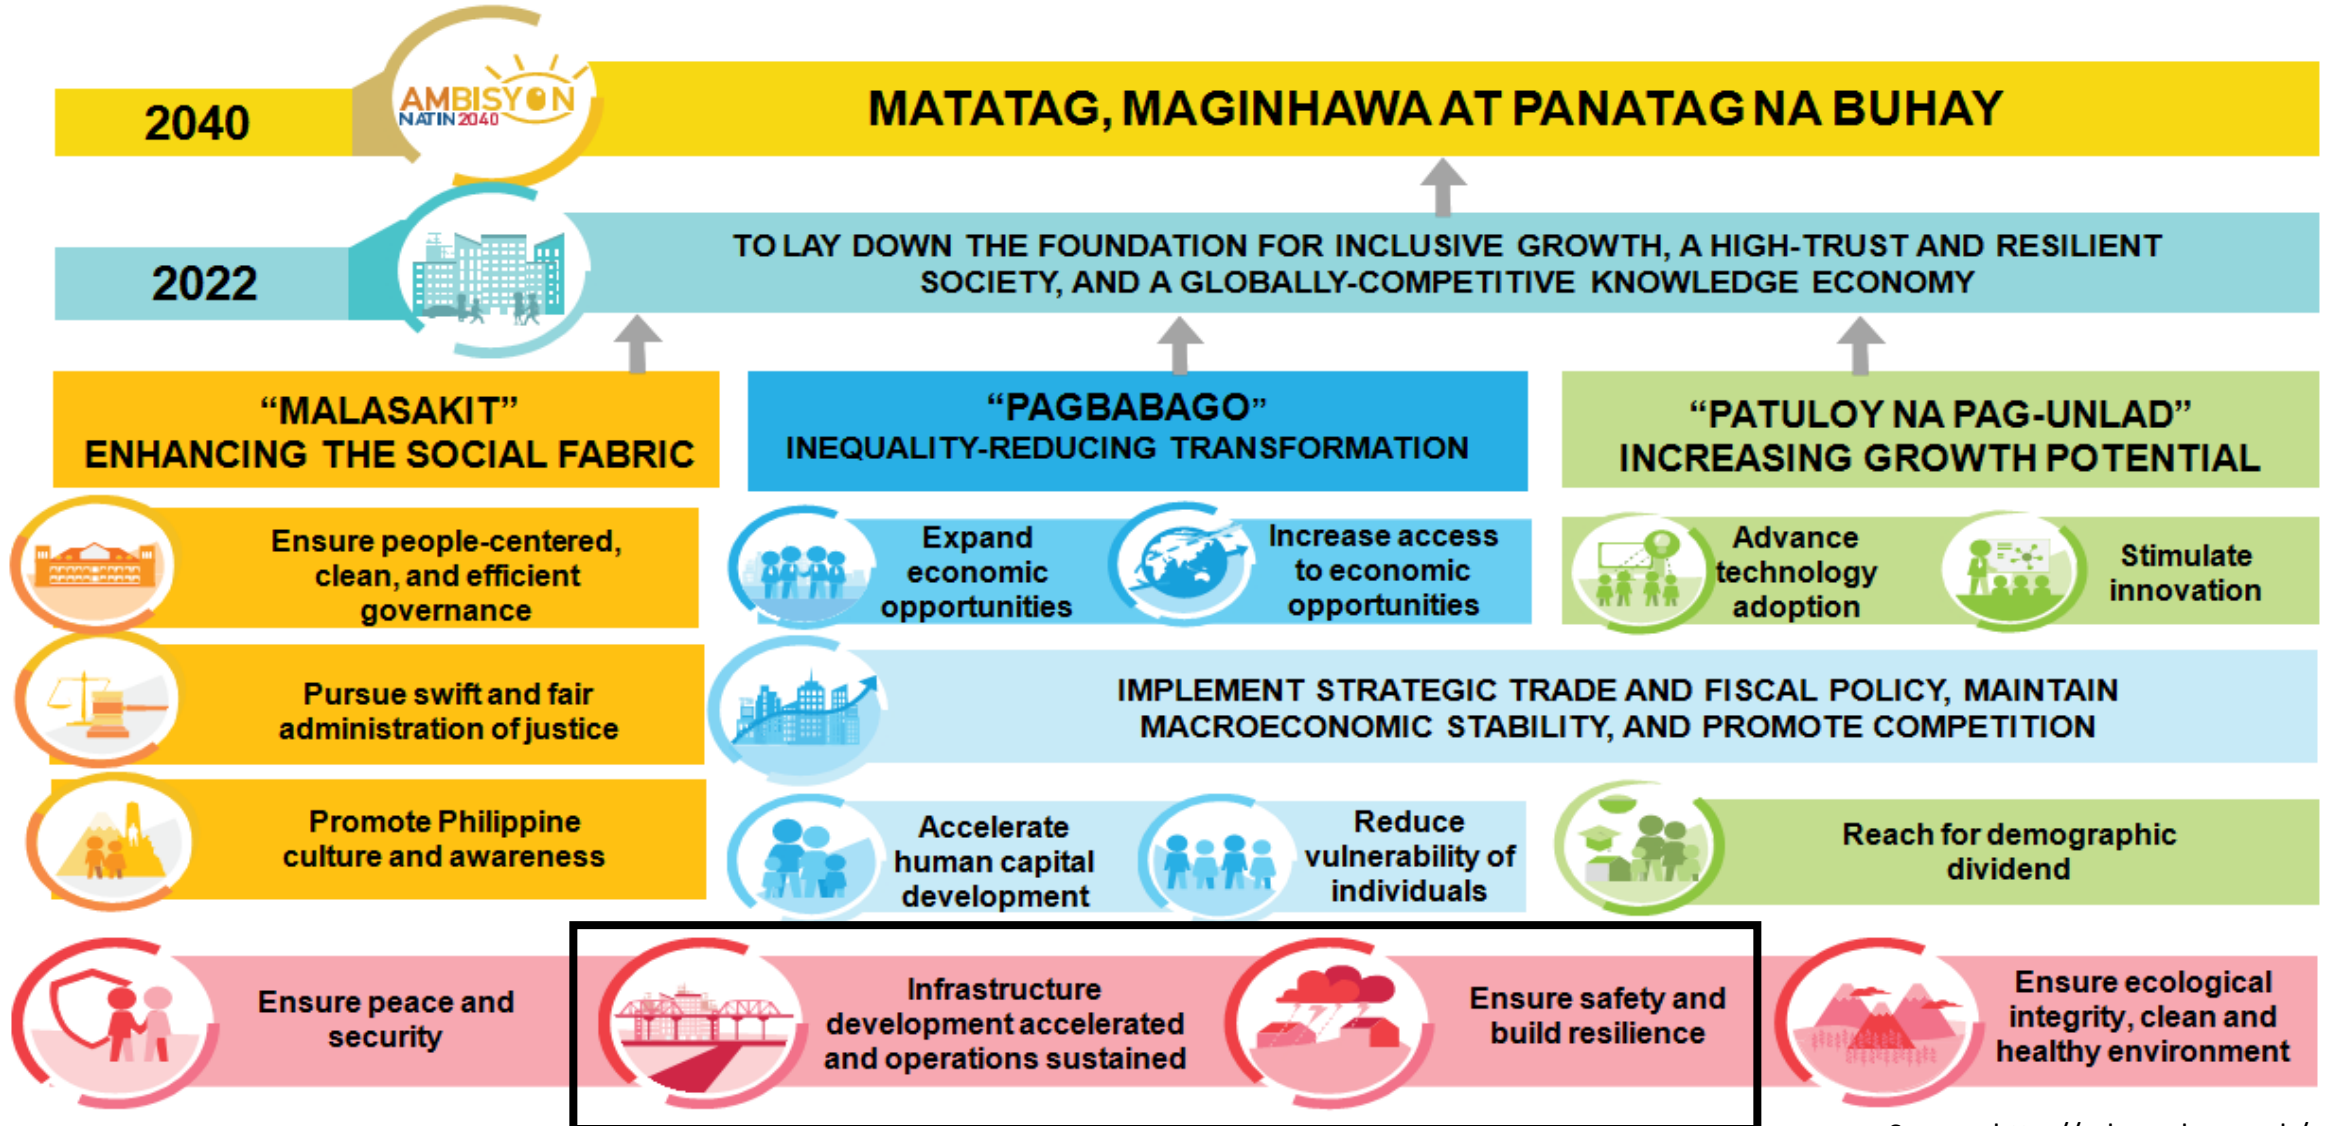 2040
AMBISYON
NATIN 2040
MATATAG, MAGINHAWA AT PANATAG NA BUHAY
2022
TO LAY DOWN THE FOUNDATION FOR INCLUSIVE GROWTH, A HIGH-TRUST AND RESILIENT
SOCIETY, AND A GLOBALLY-COMPETITIVE KNOWLEDGE ECONOMY
“MALASAKIT”
ENHANCING THE SOCIAL FABRIC
“PAGBABAGO”
INEQUALITY-REDUCING TRANSFORMATION
“PATULOY NA PAG-UNLAD”
INCREASING GROWTH POTENTIAL
Ensure people-centered,
clean, and efficient
governance
Expand
economic
opportunities
Increase access
to economic
opportunities
Advance
technology
adoption
Stimulate
innovation
Pursue swift and fair
administration of justice
IMPLEMENT STRATEGIC TRADE AND FISCAL POLICY, MAINTAIN
MACROECONOMIC STABILITY, AND PROMOTE COMPETITION
Promote Philippine
culture and awareness
Accelerate
human capital
development
Reduce
vulnerability of
individuals
Reach for demographic
dividend
Ensure peace and
security
Infrastructure
development accelerated
and operations sustained
Ensure safety and
build resilience
Ensure ecological
integrity, clean and
healthy environment